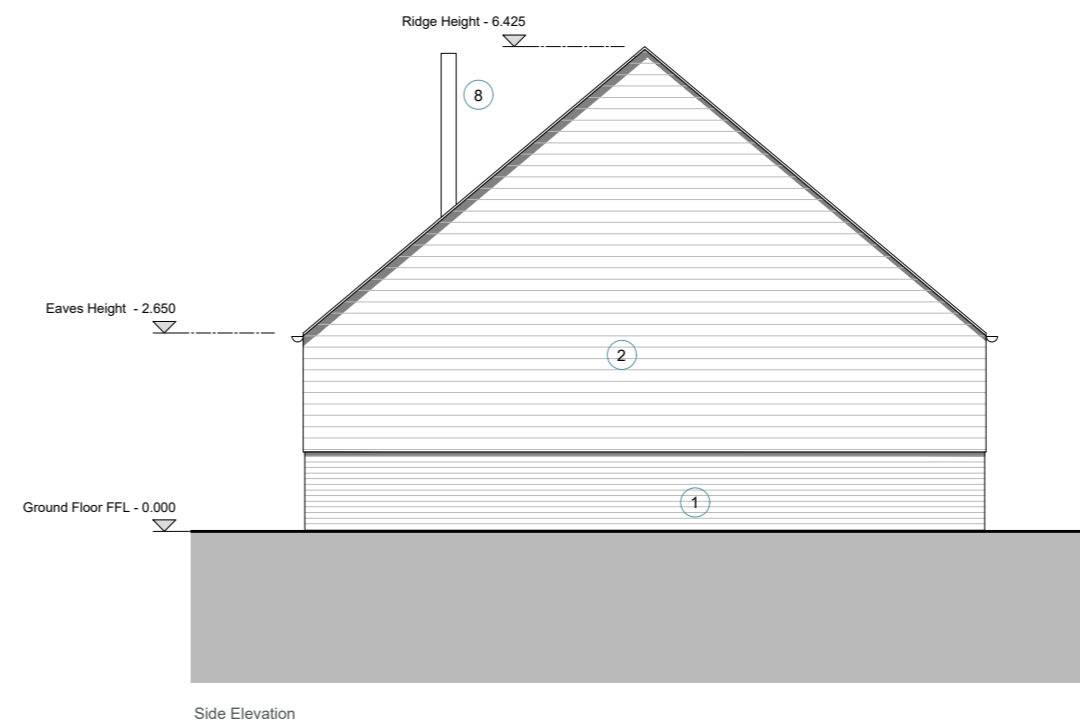 Ridge Height - 6.425
8
Eaves Height - 2.650
2
Ground Floor FFL - 0.000
1
Side Elevation